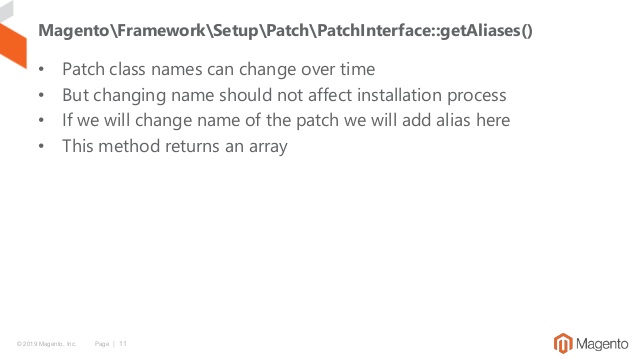 Magento\Framework\Setup\Patch\PatchInterface::getAliases()
• Patch class names can change over time
• But changing name should not affect installation process
• If we will change name of the patch we will add alias here
• This method returns an array
© 2019 Magento, Inc. Page | 11
Magento